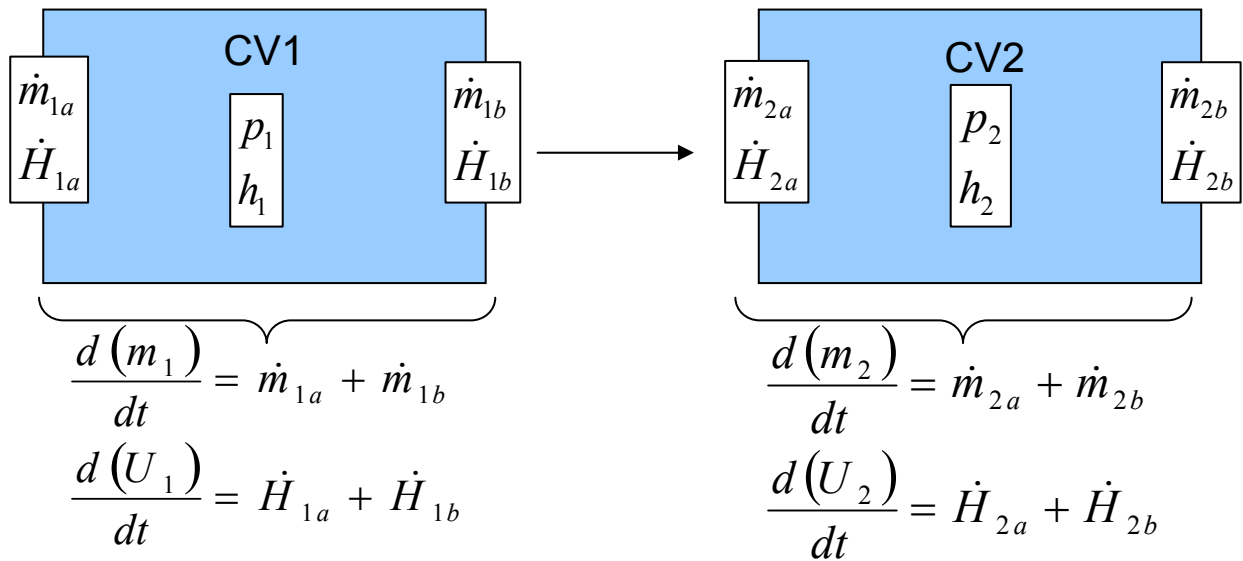 CV1
ṁ₁ₐ
Ḣ₁ₐ
p₁
h₁
ṁ₁b
Ḣ₁b
CV2
ṁ₂ₐ
Ḣ₂ₐ
p₂
h₂
ṁ₂b
Ḣ₂b
d(m₁)/dt = ṁ₁ₐ + ṁ₁b
d(U₁)/dt = Ḣ₁ₐ + Ḣ₁b
d(m₂)/dt = ṁ₂ₐ + ṁ₂b
d(U₂)/dt = Ḣ₂ₐ + Ḣ₂b